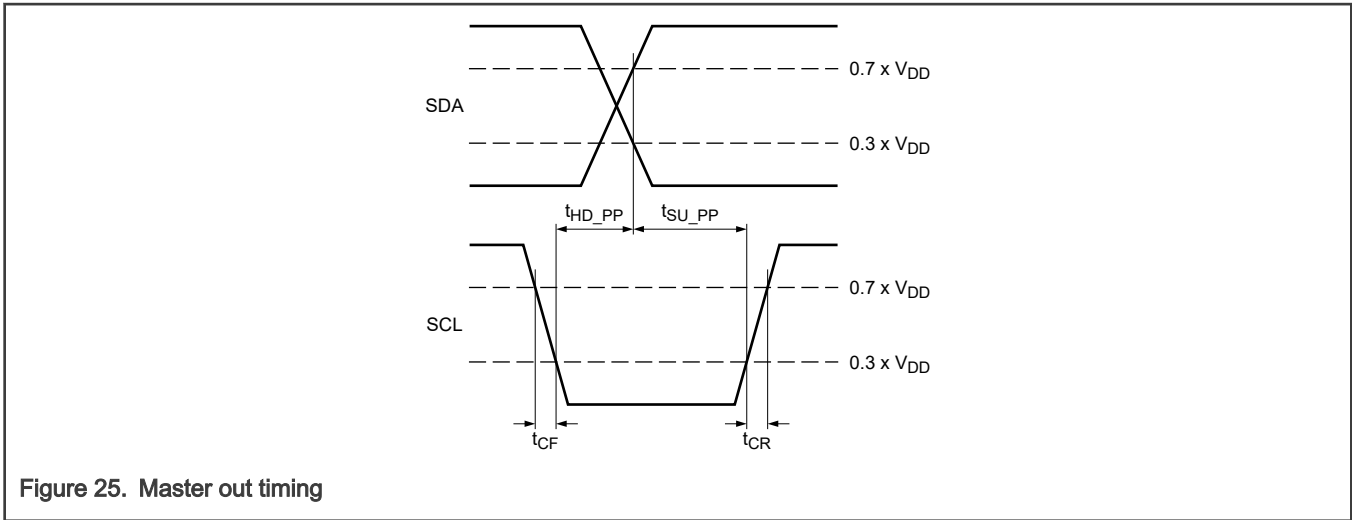 0.7 x VDD
SDA
0.3 x VDD
tHD_PP tSU_PP
0.7 x VDD
SCL
0.3 x VDD
tCF tCR
Figure 25. Master out timing